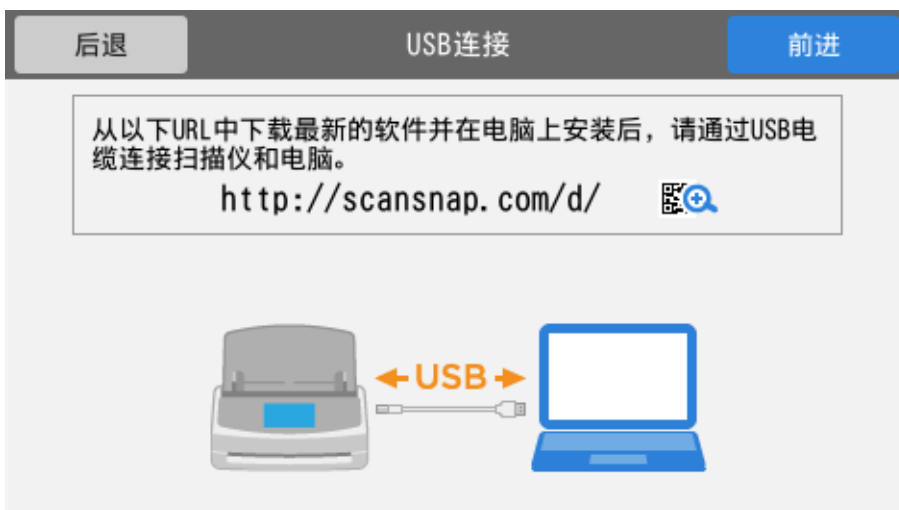 后退
USB连接
前进
从以下URL中下载最新的软件并在电脑上安装后，请通过USB电
缆连接扫描仪和电脑。
http://scansnap.com/d/
USB